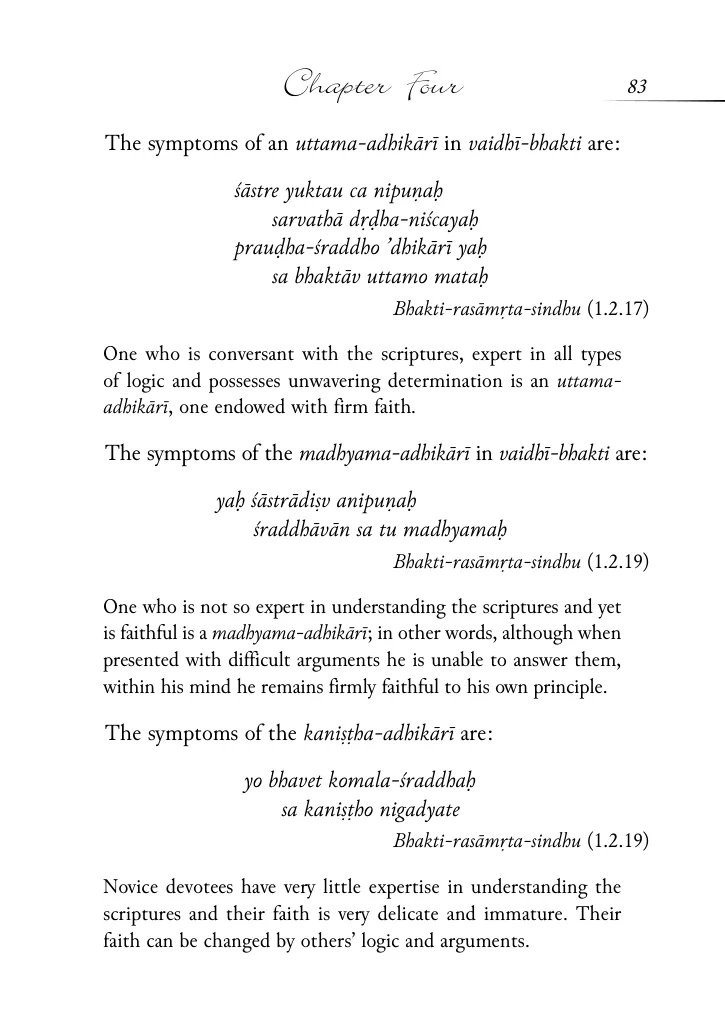 Chapter Four 83
The symptoms of an uttama-adhikārī in vaidhī-bhakti are:
śāstre yuktau ca nipuṇaḥ
sarvathā dṛḍha-niścayaḥ
prauḍha-śraddho ’dhikārī yaḥ
sa bhaktāv uttamo mataḥ
Bhakti-rasāmṛta-sindhu (1.2.17)
One who is conversant with the scriptures, expert in all types
of logic and possesses unwavering determination is an uttama-
adhikārī, one endowed with firm faith.
The symptoms of the madhyama-adhikārī in vaidhī-bhakti are:
yaḥ śāstrādiṣv anipuṇaḥ
śraddhāvān sa tu madhyamaḥ
Bhakti-rasāmṛta-sindhu (1.2.19)
One who is not so expert in understanding the scriptures and yet
is faithful is a madhyama-adhikārī; in other words, although when
presented with difficult arguments he is unable to answer them,
within his mind he remains firmly faithful to his own principle.
The symptoms of the kaniṣṭha-adhikārī are:
yo bhavet komala-śraddhaḥ
sa kaniṣṭho nigadyate
Bhakti-rasāmṛta-sindhu (1.2.19)
Novice devotees have very little expertise in understanding the
scriptures and their faith is very delicate and immature. Their
faith can be changed by others’ logic and arguments.